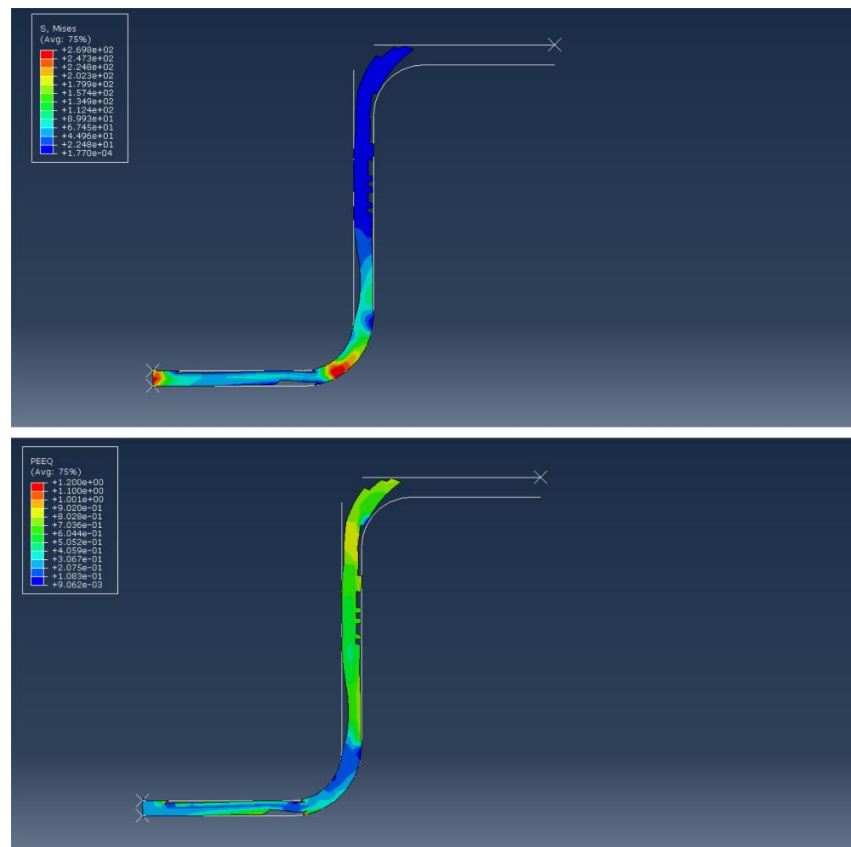 S, Mises
(Avg: 75%)
+2.698e+02
+2.473e+02
+2.248e+02
+2.023e+02
+1.799e+02
+1.574e+02
+1.349e+02
+1.124e+02
+8.993e+01
+6.745e+01
+4.496e+01
+2.248e+01
+1.770e-04
PEEQ
(Avg: 75%)
+1.200e+00
+1.100e+00
+1.001e+00
+9.020e-01
+8.028e-01
+7.036e-01
+6.044e-01
+5.052e-01
+4.059e-01
+3.067e-01
+2.075e-01
+1.083e-01
+9.062e-03